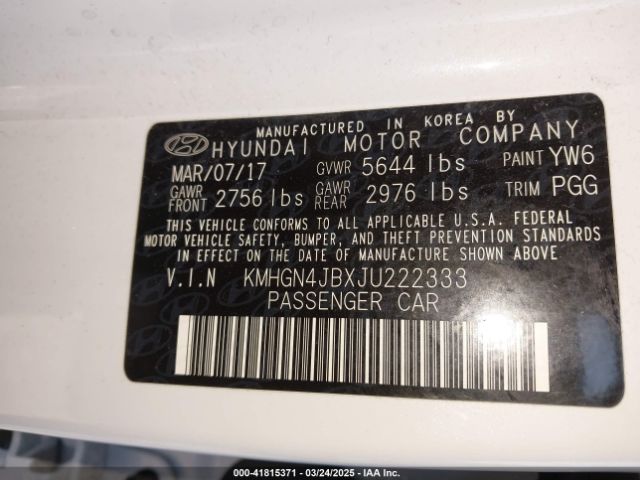 MANUFACTURED IN KOREA BY
HYUNDAI MOTOR COMPANY
MAR/07/17 GVWR 5644 lbs PAINT YW6
GAWR FRONT 2756 lbs GAWR REAR 2976 lbs TRIM PGG
THIS VEHICLE CONFORMS TO ALL APPLICABLE U.S.A. FEDERAL
MOTOR VEHICLE SAFETY, BUMPER, AND THEFT PREVENTION STANDARDS
IN EFFECT ON THE DATE OF MANUFACTURE SHOWN ABOVE
V.I.N KMHGN4JBXJU222333
PASSENGER CAR
000-41815371 | 03/24/2025 | IAAI.COM